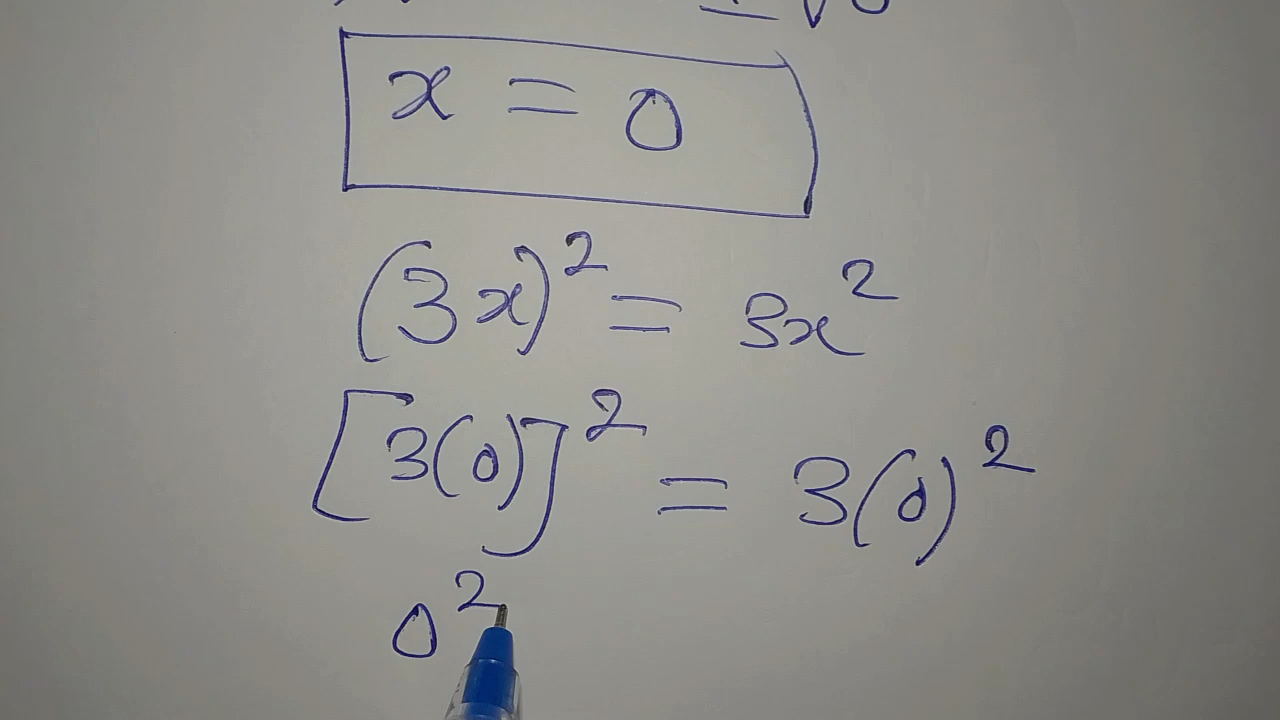 x = 0
(3x)² = 3x²
[3(0)]² = 3(0)²
0²